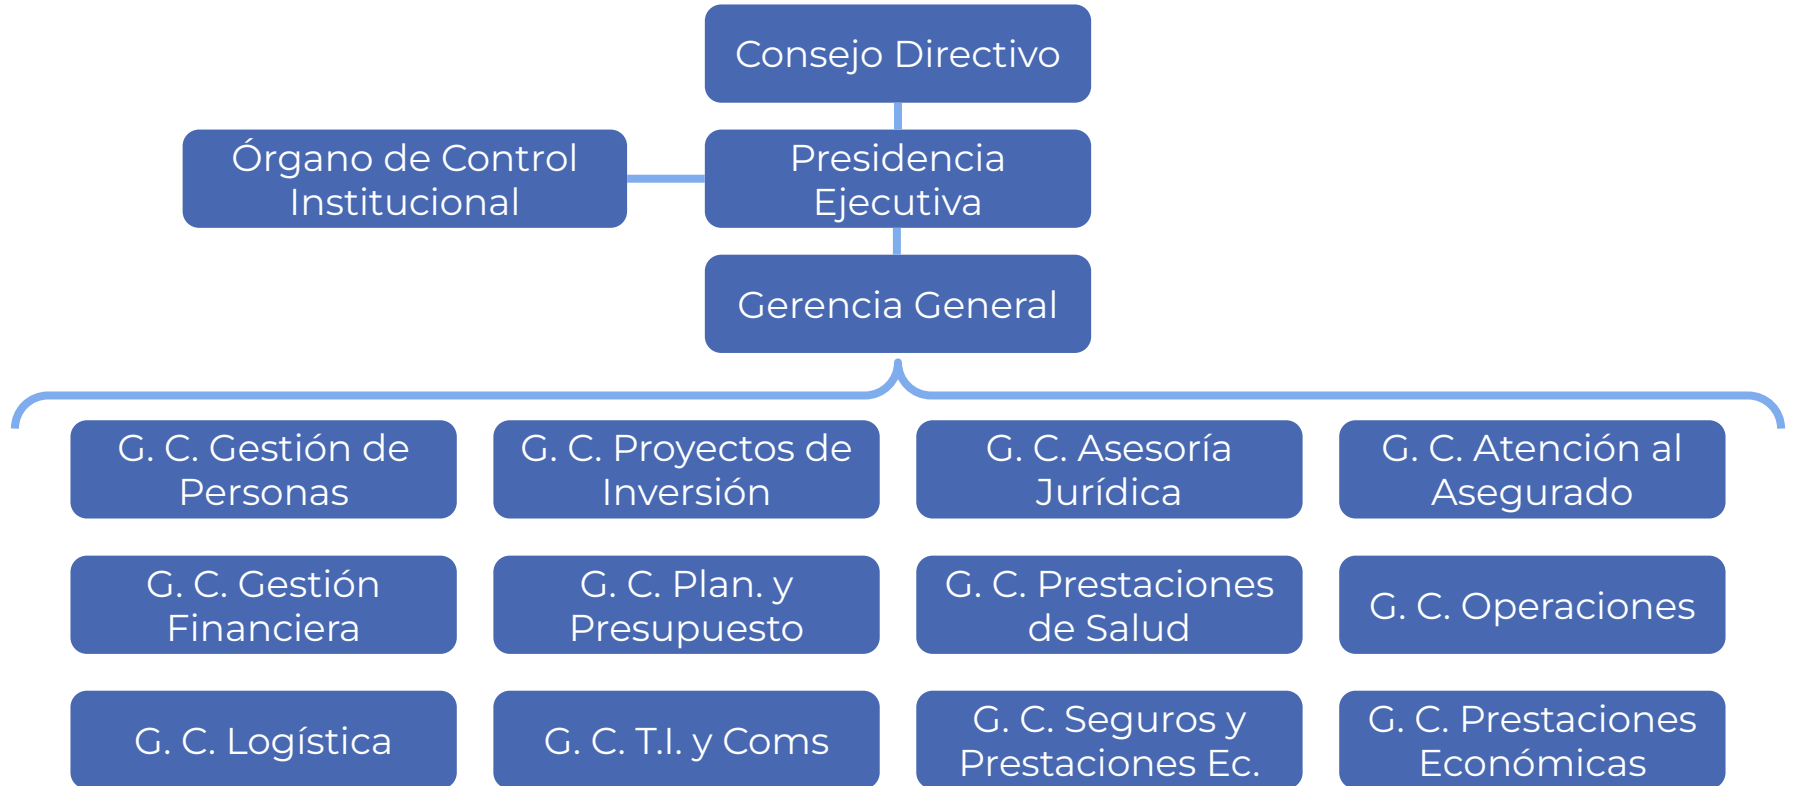 Consejo Directivo
Órgano de Control
Institucional
Presidencia
Ejecutiva
Gerencia General
G. C. Gestión de
Personas
G. C. Proyectos de
Inversión
G. C. Asesoría
Jurídica
G. C. Atención al
Asegurado
G. C. Gestión
Financiera
G. C. Plan. y
Presupuesto
G. C. Prestaciones
de Salud
G. C. Operaciones
G. C. Logística
G. C. T.I. y Coms
G. C. Seguros y
Prestaciones Ec.
G. C. Prestaciones
Económicas